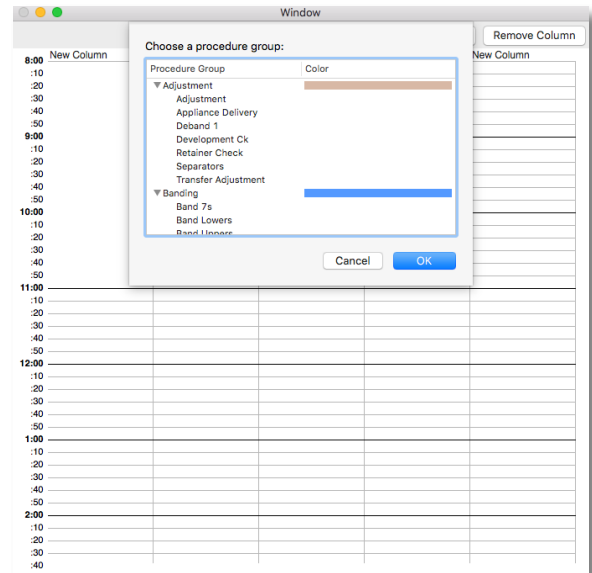 Window
Remove Column
New Column
New Column
Choose a procedure group:
Procedure Group Color
Adjustment
Adjustment
Appliance Delivery
Deband 1
Development Ck
Retainer Check
Separators
Transfer Adjustment
Banding
Band 7s
Band Lowers
Band Uppers
Cancel OK
8:00
:10
:20
:30
:40
:50
9:00
:10
:20
:30
:40
:50
10:00
:10
:20
:30
:40
:50
11:00
:10
:20
:30
:40
:50
12:00
:10
:20
:30
:40
:50
1:00
:10
:20
:30
:40
:50
2:00
:10
:20
:30
:40